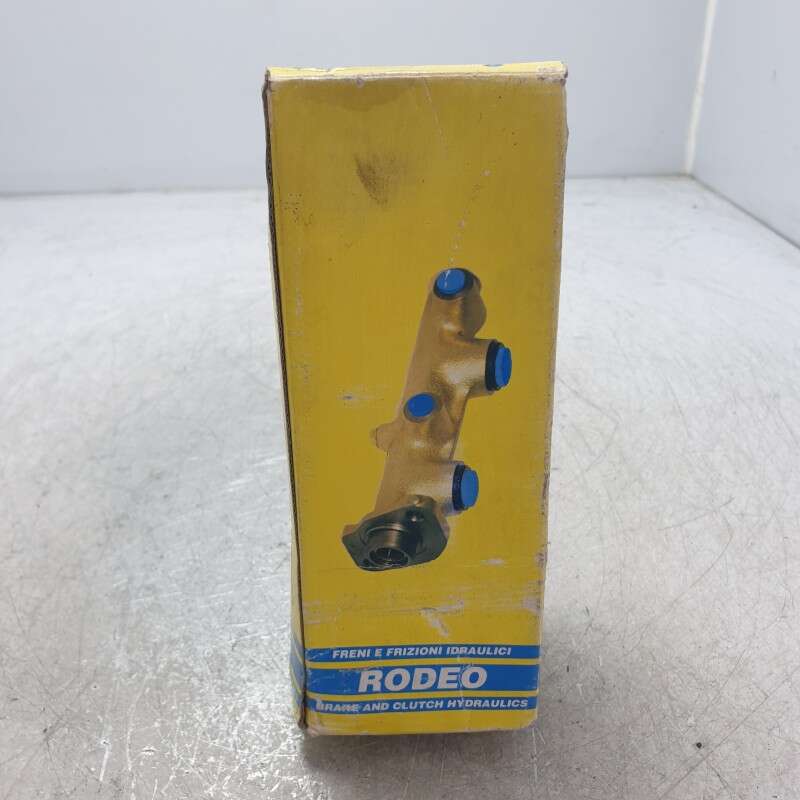 FRENI E FRIZIONI IDRAULICI
RODEO
BRAKE AND CLUTCH HYDRAULICS